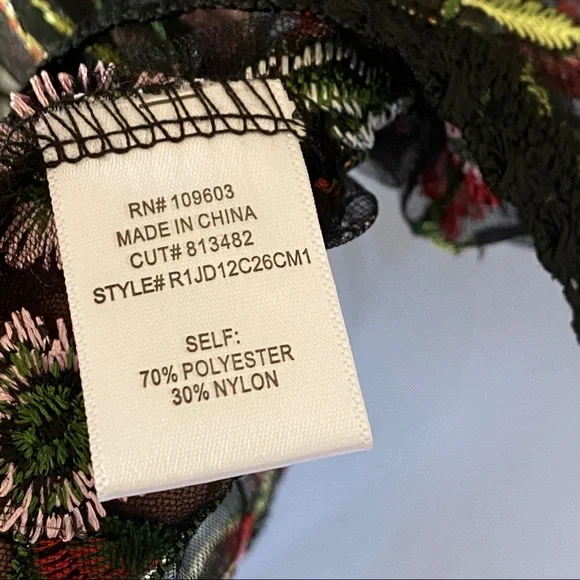 RN# 109603
MADE IN CHINA
CUT# 813482
STYLE# R1JD12C26CM1
SELF:
70% POLYESTER
30% NYLON